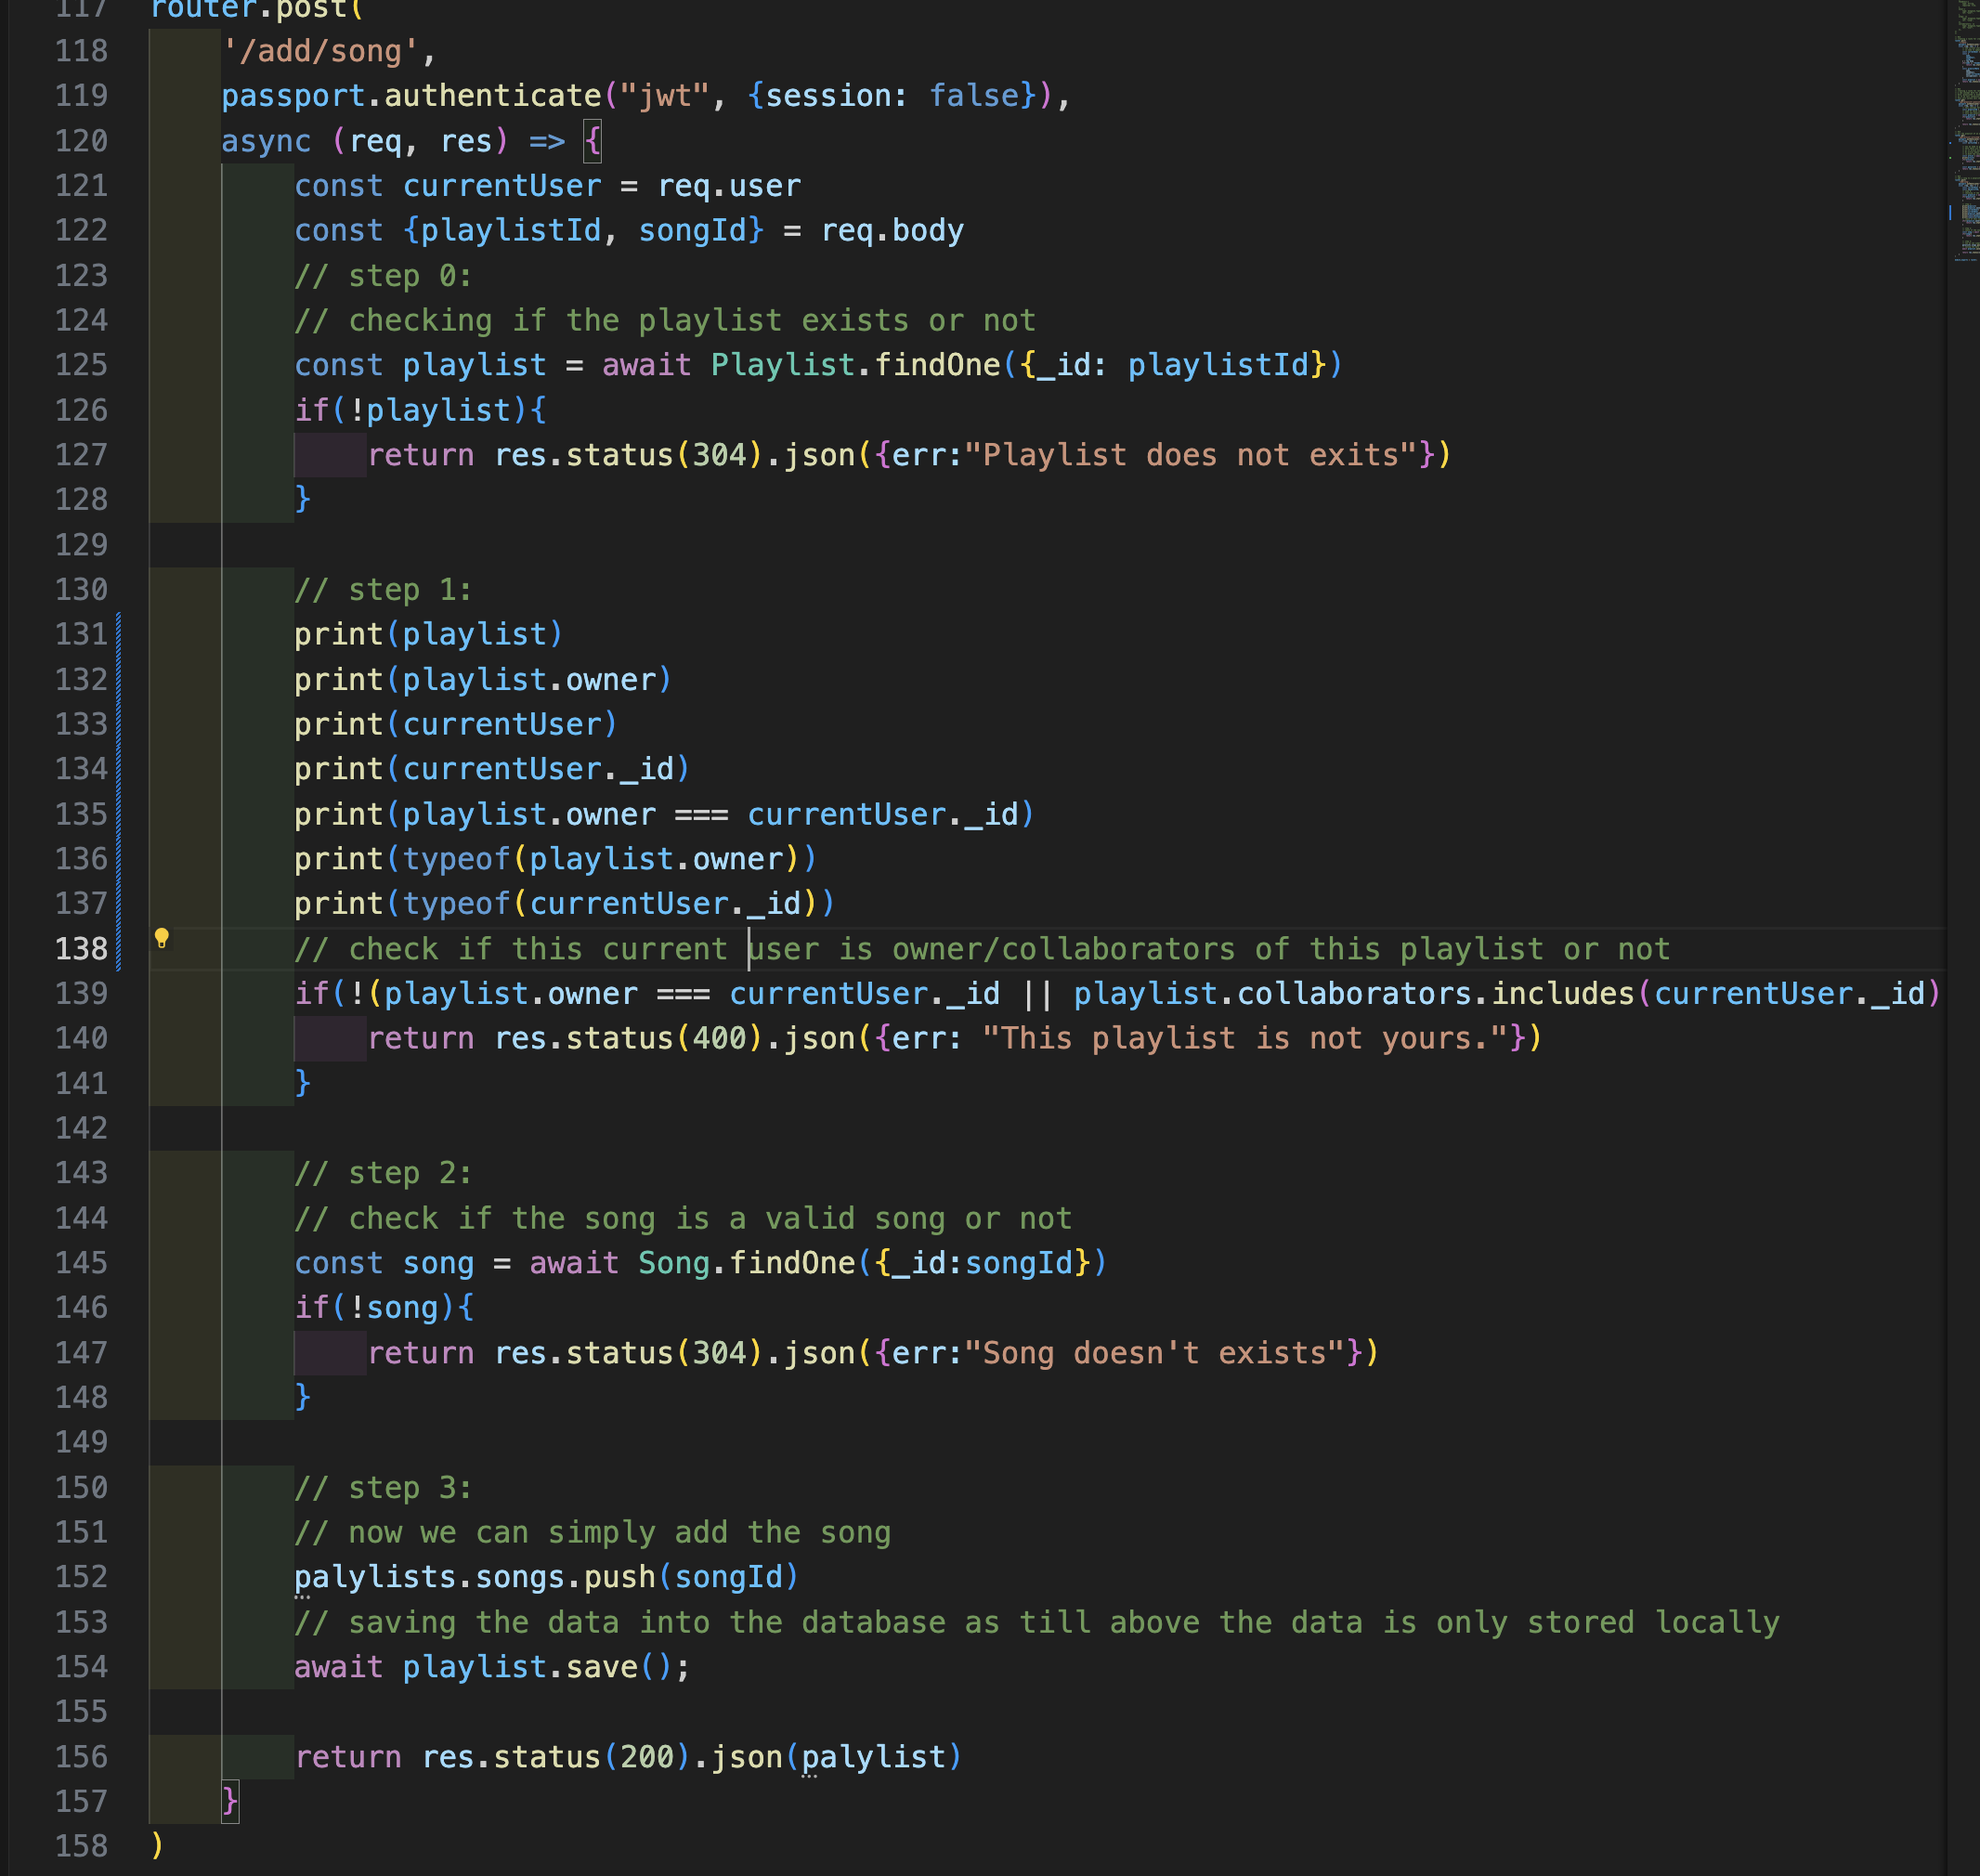 117 router.post(
118 '/add/song',
119 passport.authenticate("jwt", {session: false}),
120 async (req, res) => {
121 const currentUser = req.user
122 const {playlistId, songId} = req.body
123 // step 0:
124 // checking if the playlist exists or not
125 const playlist = await Playlist.findOne({_id: playlistId})
126 if(!playlist){
127 return res.status(304).json({err:"Playlist does not exits"})
128 }
129
130 // step 1:
131 print(playlist)
132 print(playlist.owner)
133 print(currentUser)
134 print(currentUser._id)
135 print(playlist.owner === currentUser._id)
136 print(typeof(playlist.owner))
137 print(typeof(currentUser._id))
138 // check if this current user is owner/collaborators of this playlist or not
139 if(!(playlist.owner === currentUser._id || playlist.collaborators.includes(currentUser._id)
140 return res.status(400).json({err: "This playlist is not yours."})
141 }
142
143 // step 2:
144 // check if the song is a valid song or not
145 const song = await Song.findOne({_id:songId})
146 if(!song){
147 return res.status(304).json({err:"Song doesn't exists"})
148 }
149
150 // step 3:
151 // now we can simply add the song
152 palylists.songs.push(songId)
153 // saving the data into the database as till above the data is only stored locally
154 await playlist.save();
155
156 return res.status(200).json(palylist)
157 }
158 )